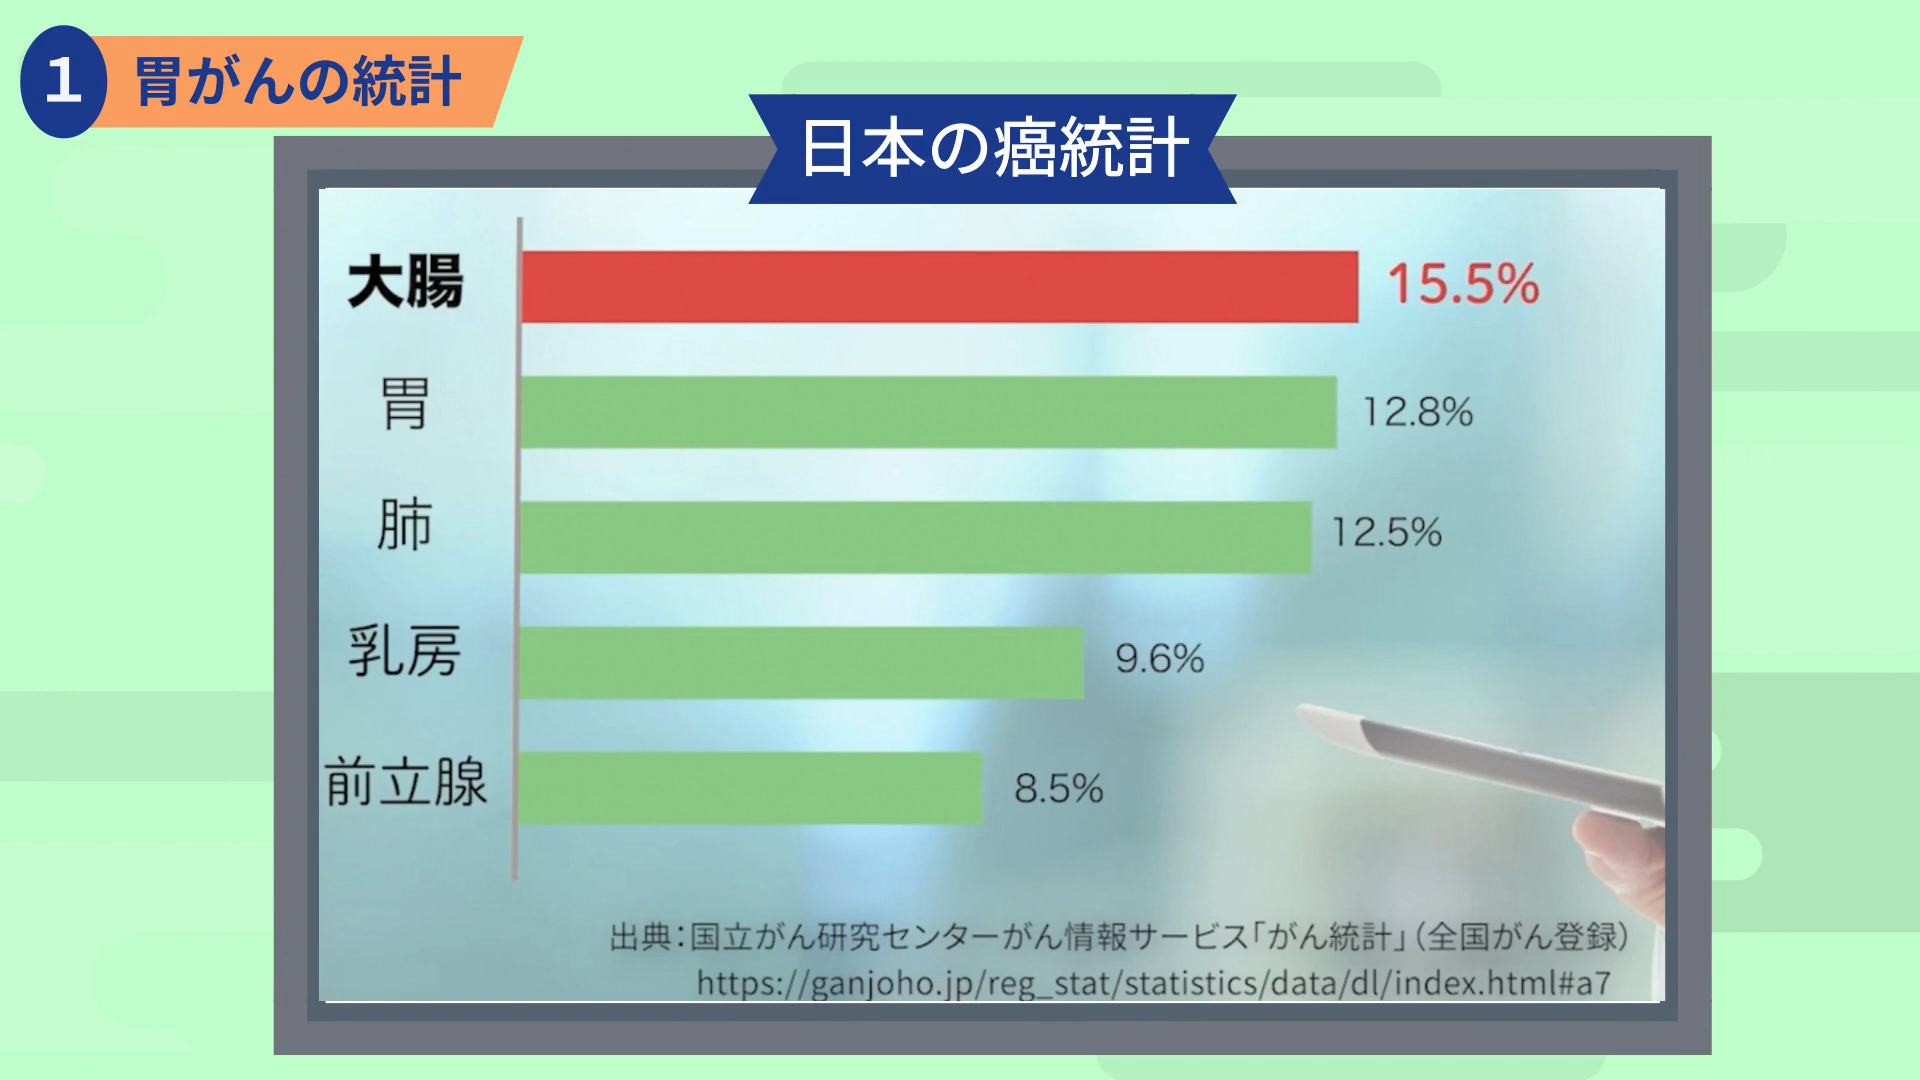 1 胃がんの統計
日本の癌統計
大腸 15.5%
胃 12.8%
肺 12.5%
乳房 9.6%
前立腺 8.5%
出典:国立がん研究センターがん情報サービス「がん統計」(全国がん登録)
https://ganjoho.jp/reg_stat/statistics/data/dl/index.html#a7